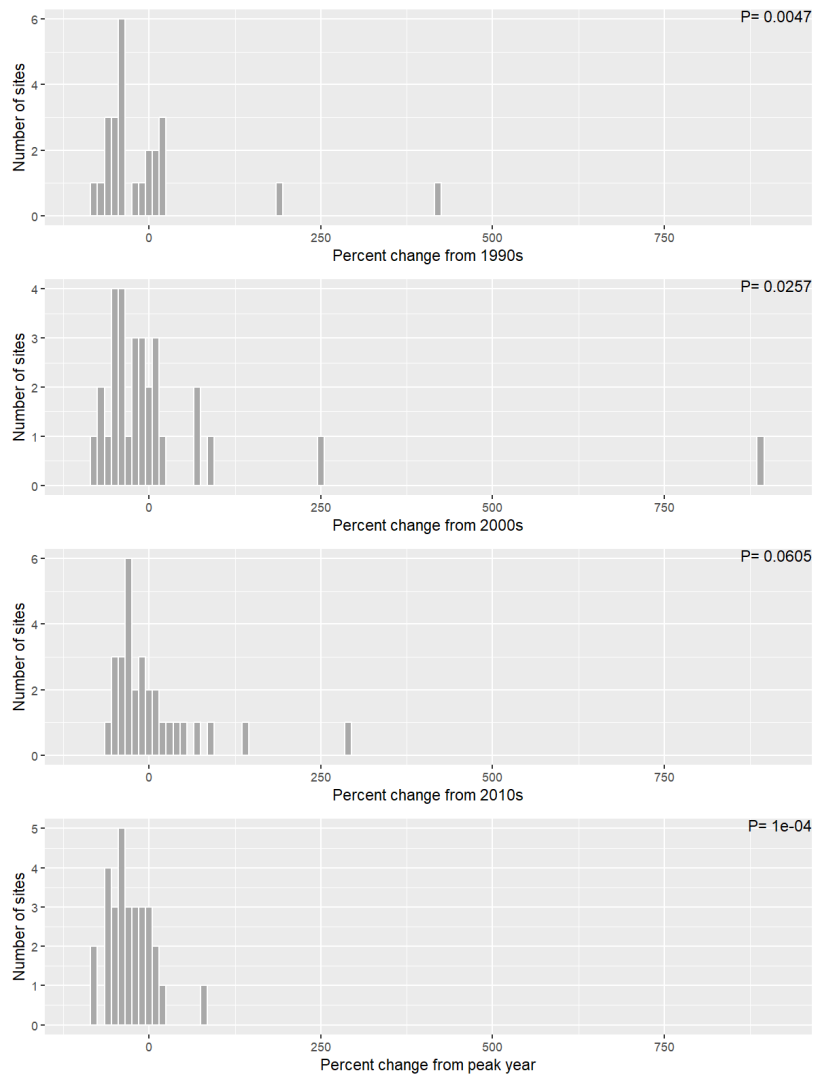 P= 0.0047
6
4
2
0
Number of sites
0 250 500 750
Percent change from 1990s
P= 0.0257
4
3
2
1
0
Number of sites
0 250 500 750
Percent change from 2000s
P= 0.0605
6
4
2
0
Number of sites
0 250 500 750
Percent change from 2010s
P= 1e-04
5
4
3
2
1
0
Number of sites
0 250 500 750
Percent change from peak year